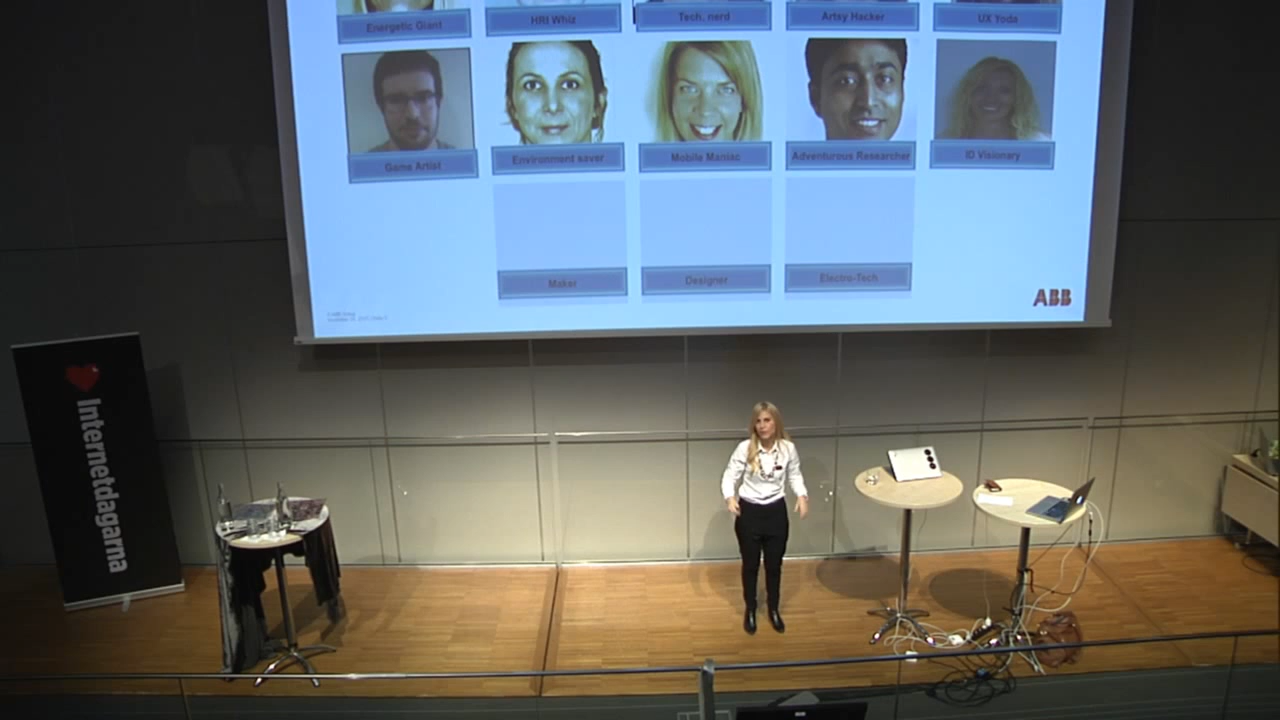 Energetic Giant
HRI Whiz
Tech. nerd
Artsy Hacker
UX Yoda
Game Artist
Environment saver
Mobile Maniac
Adventurous Researcher
ID Visionary
Maker
Designer
Electro-Tech
ABB
Internetdagarna